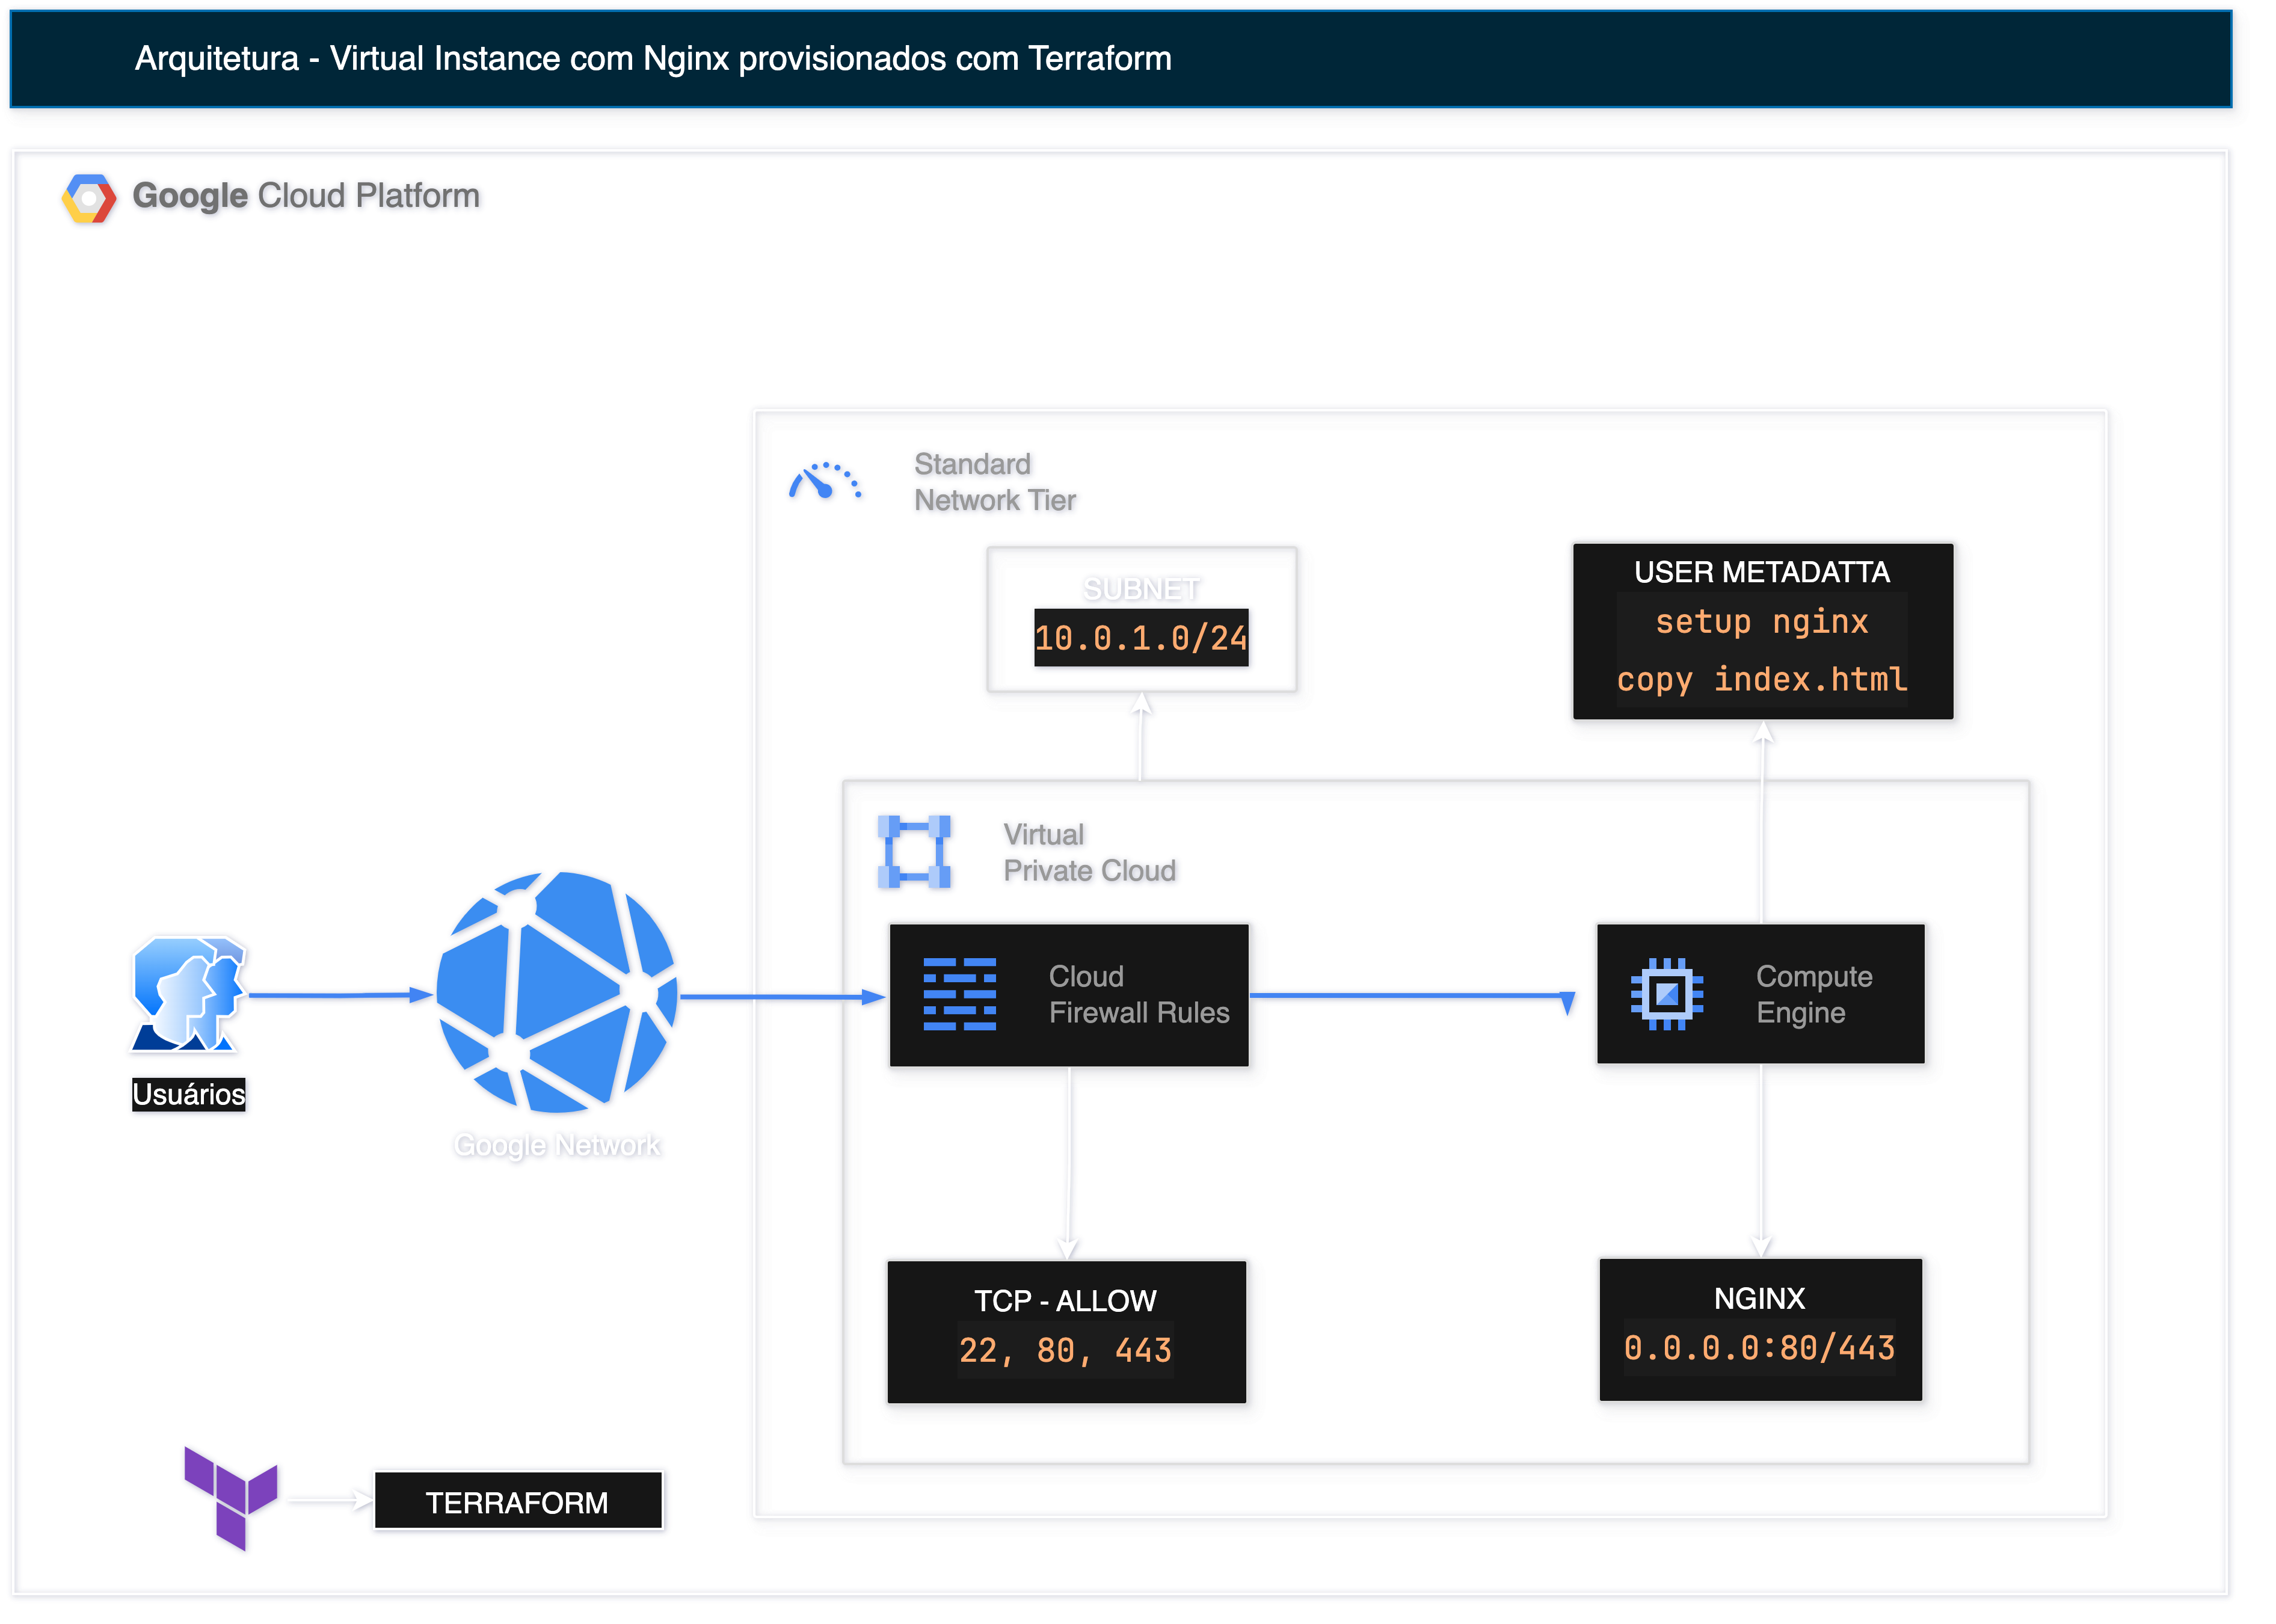 Arquitetura - Virtual Instance com Nginx provisionados com Terraform
Google Cloud Platform
Standard
Network Tier
SUBNET
10.0.1.0/24
USER METADATTA
setup nginx
copy index.html
Virtual
Private Cloud
Cloud
Firewall Rules
Compute
Engine
Usuários
Google Network
TCP - ALLOW
22, 80, 443
NGINX
0.0.0.0:80/443
TERRAFORM